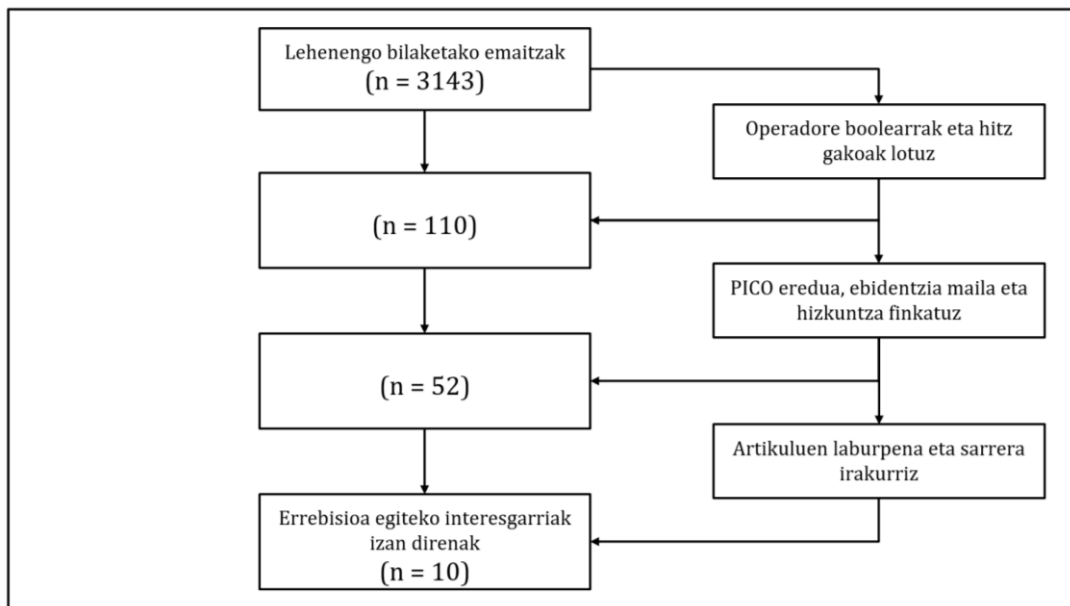 Lehenengo bilaketako emaitzak
(n = 3143)
Operadore boolearrak eta hitz
gakoak lotuz
(n = 110)
PICO eredua, ebidentzia maila eta
hizkuntza finkatuz
(n = 52)
Artikuluen laburpena eta sarrera
irakurriz
Errebisioa egiteko interesgarriak
izan direnak
(n = 10)